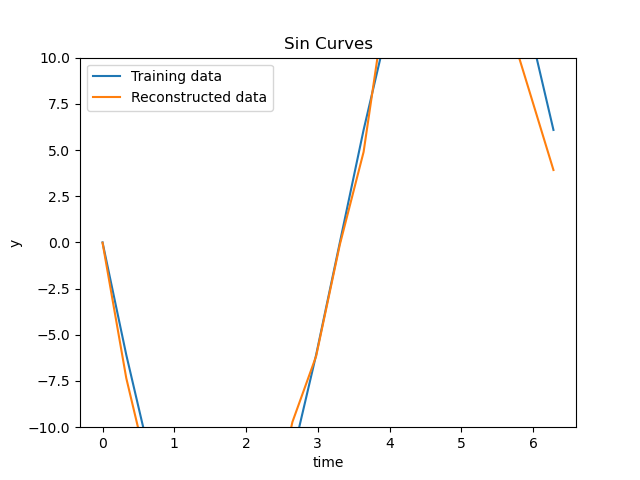 Sin Curves
10.0
7.5
5.0
2.5
0.0
−2.5
−5.0
−7.5
−10.0
y
Training data
Reconstructed data
0 1 2 3 4 5 6
time